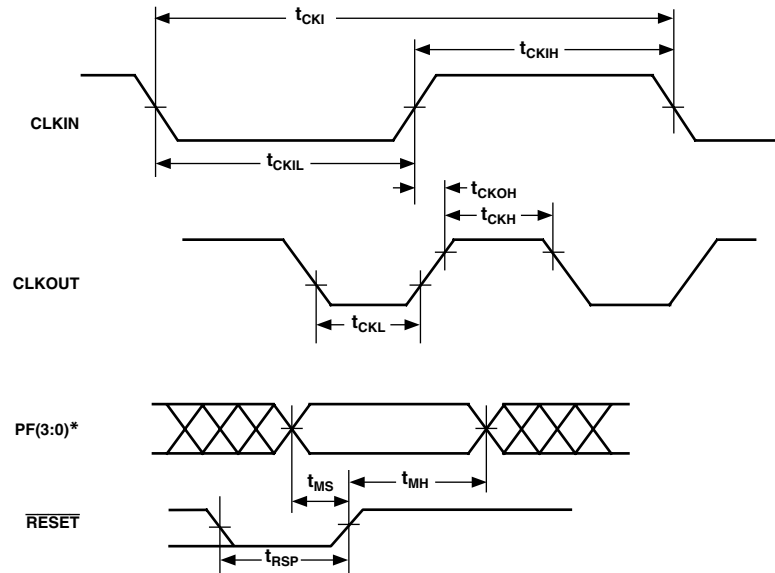 tCKI
tCKIH
CLKIN
tCKIL
tCKOH
tCKH
CLKOUT
tCKL
PF(3:0)*
tMS
tMH
RESET
tRSP